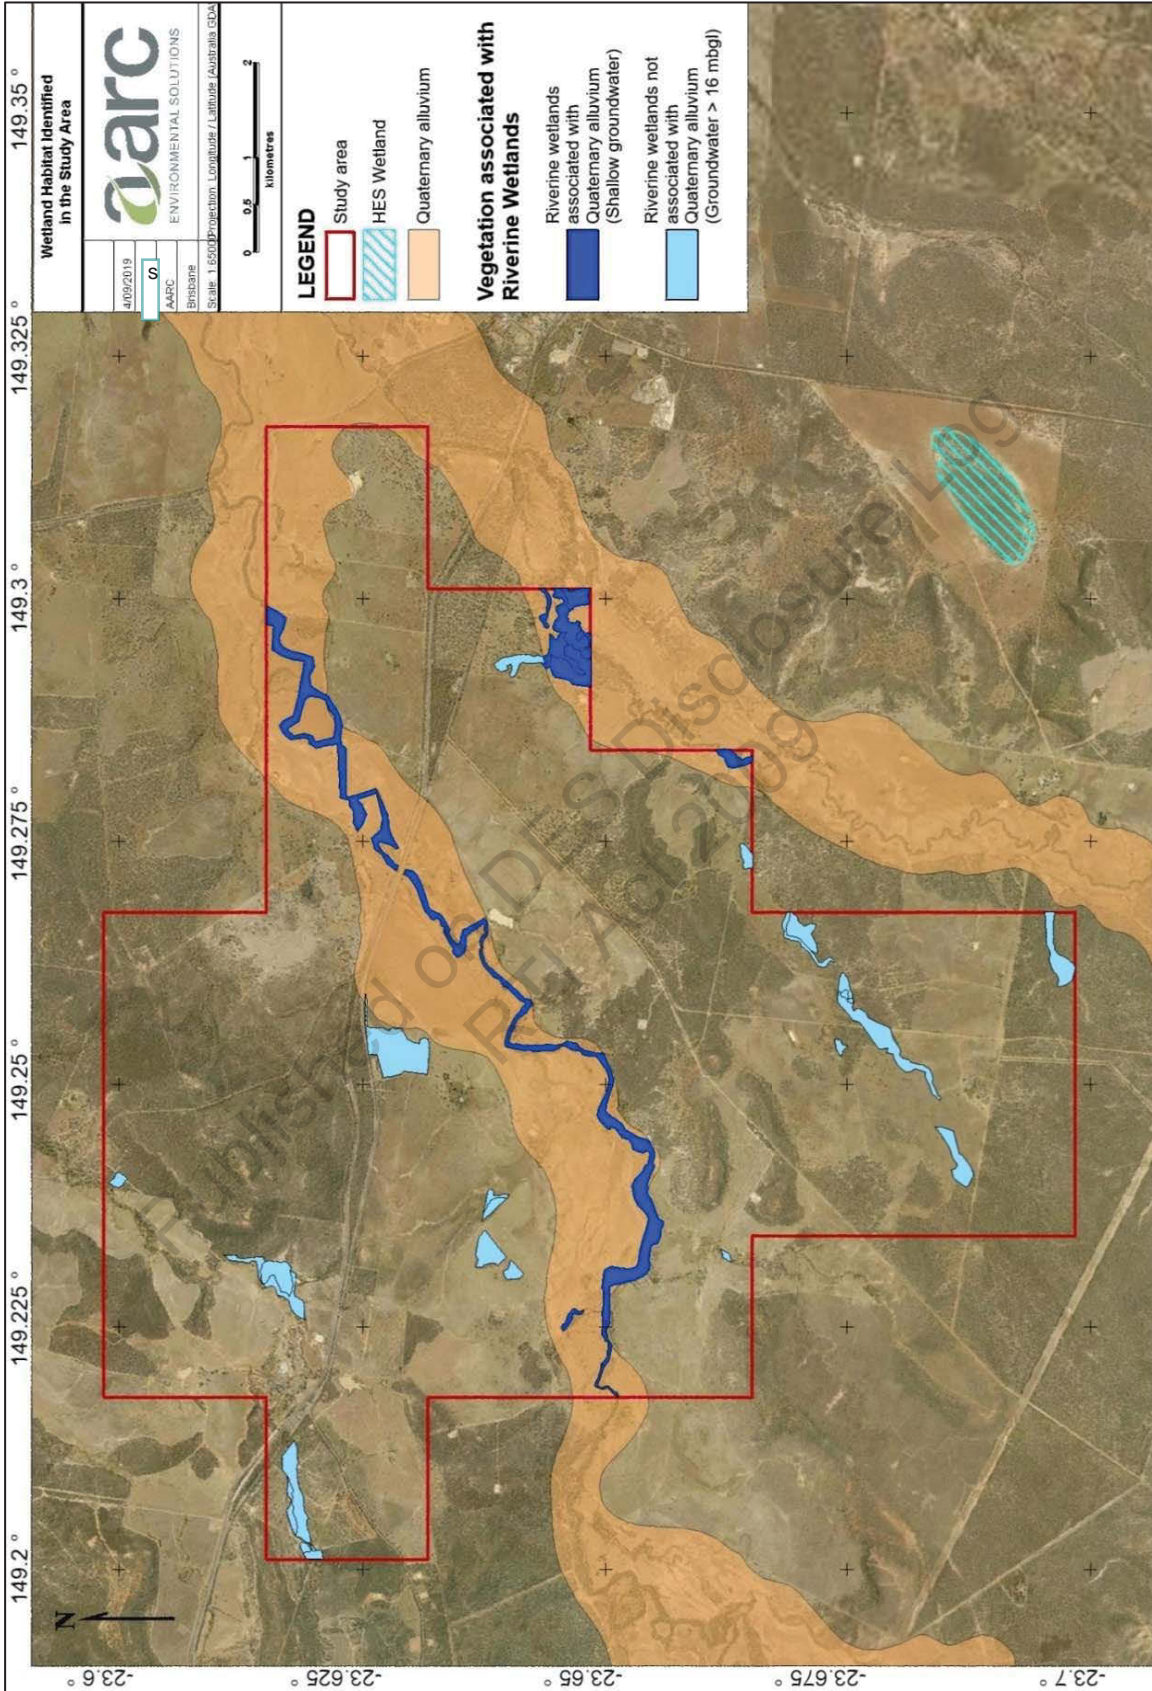 149.2 °
149.225 °
149.25 °
149.275 °
149.3 °
149.325 °
149.35 °
-23.6 °
-23.625 °
-23.65 °
-23.675 °
-23.7 °
N
Wetland Habitat Identified
in the Study Area
4/09/2019
S
AARC
Brisbane
aarc
ENVIRONMENTAL SOLUTIONS
Scale: 1:65000
Projection: Longitude / Latitude (Australia GDA
0
0.5
1
2
kilometres
LEGEND
Study area
HES Wetland
Quaternary alluvium
Vegetation associated with
Riverine Wetlands
Riverine wetlands
associated with
Quaternary alluvium
(Shallow groundwater)
Riverine wetlands not
associated with
Quaternary alluvium
(Groundwater > 16 mbgl)
Published on DES Disclosure Log
RTI Act 2009